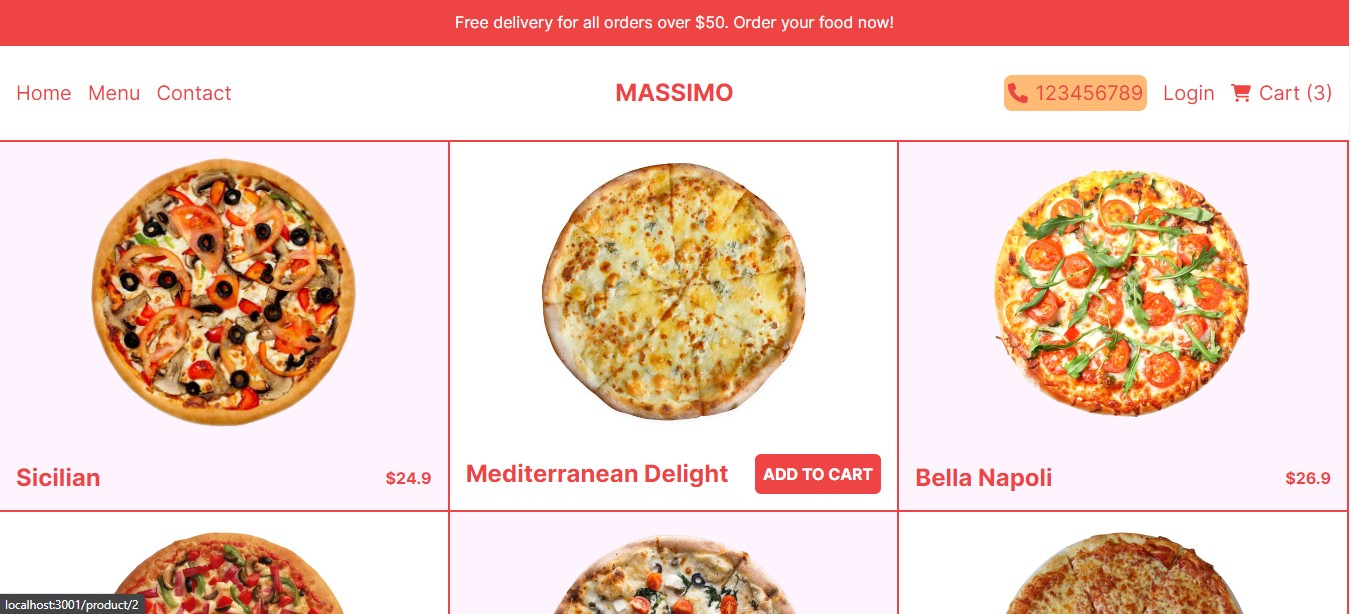 Free delivery for all orders over $50. Order your food now!
Home Menu Contact
MASSIMO
123456789 Login Cart (3)
Sicilian $24.9
Mediterranean Delight ADD TO CART
Bella Napoli $26.9
localhost:3001/product/2